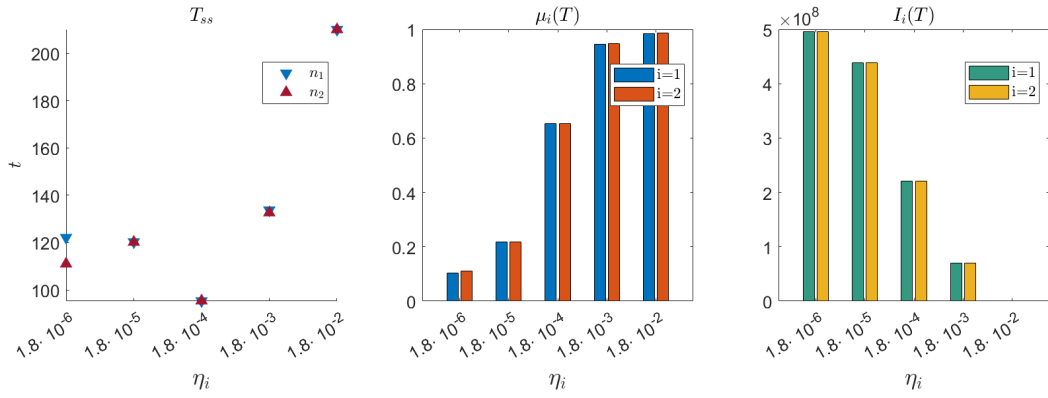 T_{ss}
200
180
160
140
120
100
t
n_1
n_2
1.8· 10^{-6}
1.8· 10^{-5}
1.8· 10^{-4}
1.8· 10^{-3}
1.8· 10^{-2}
η_i
μ_i(T)
1
0.8
0.6
0.4
0.2
0
i=1
i=2
1.8· 10^{-6}
1.8· 10^{-5}
1.8· 10^{-4}
1.8· 10^{-3}
1.8· 10^{-2}
η_i
I_i(T)
×10^8
5
4
3
2
1
0
i=1
i=2
1.8· 10^{-6}
1.8· 10^{-5}
1.8· 10^{-4}
1.8· 10^{-3}
1.8· 10^{-2}
η_i